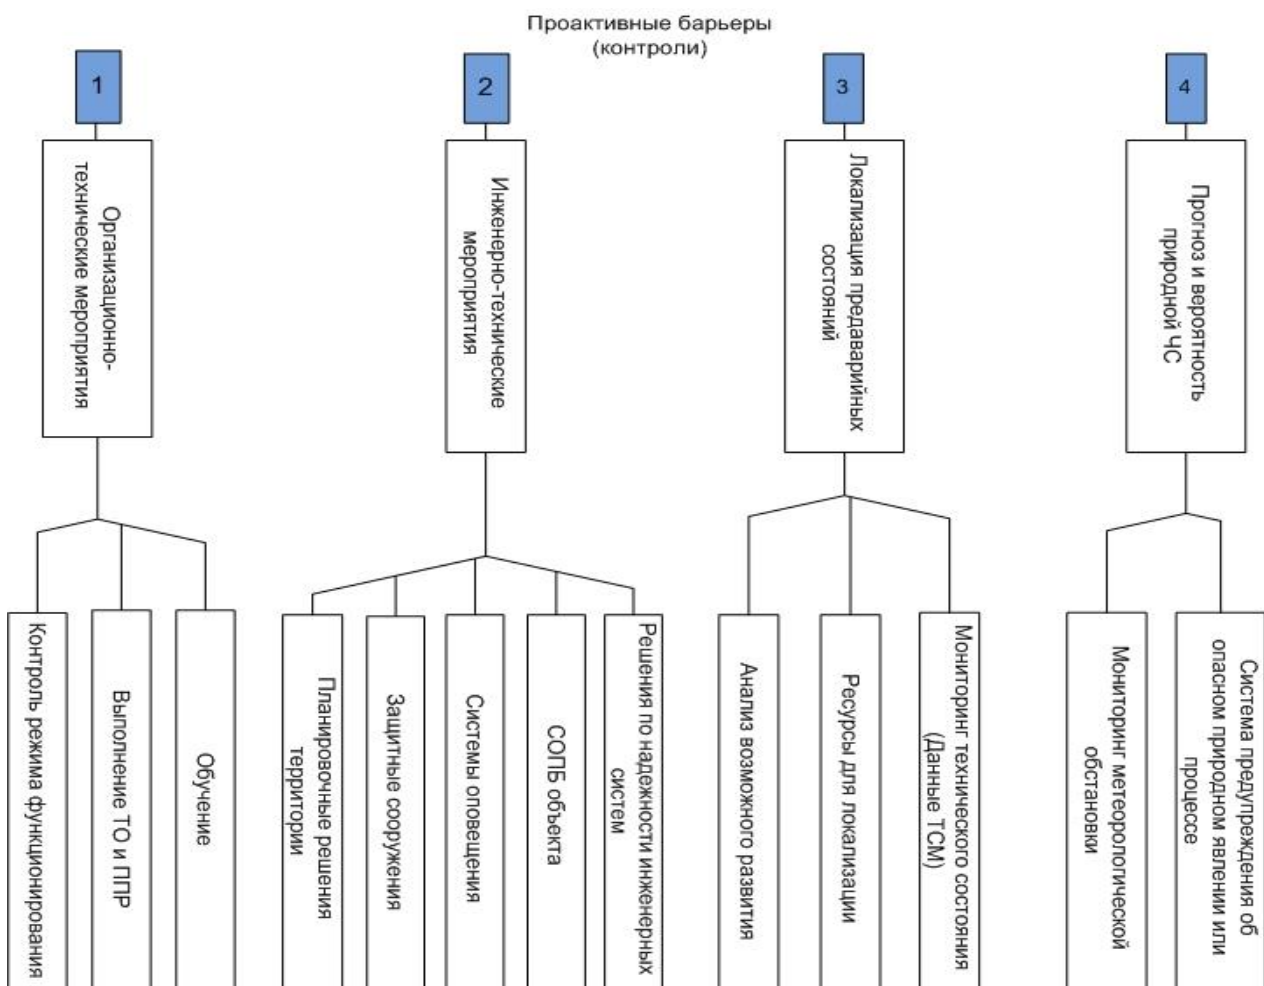 Проактивные барьеры
(контроли)
1
2
3
4
Организационно-
технические мероприятия
Инженерно-технические
мероприятия
Локализация предаварийных
состояний
Прогноз и вероятность
природной ЧС
Контроль режима функционирования
Выполнение ТО и ППР
Обучение
Планировочные решения
территории
Защитные сооружения
Системы оповещения
СОПБ объекта
Решения по надежности инженерных
систем
Анализ возможного развития
Ресурсы для локализации
Мониторинг технического состояния
(Данные ТСМ)
Мониторинг метеорологической
обстановки
Система предупреждения об
опасном природном явлении или
процессе